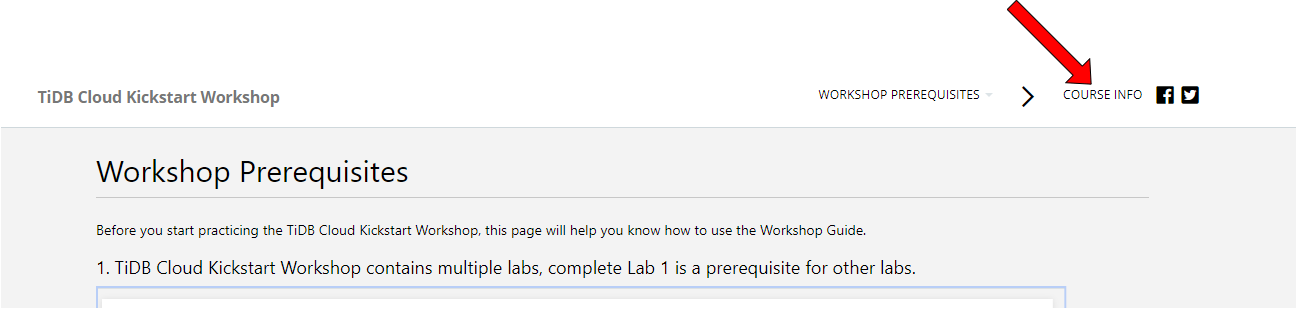 TiDB Cloud Kickstart Workshop
WORKSHOP PREREQUISITES
COURSE INFO
Workshop Prerequisites
Before you start practicing the TiDB Cloud Kickstart Workshop, this page will help you know how to use the Workshop Guide.
1. TiDB Cloud Kickstart Workshop contains multiple labs, complete Lab 1 is a prerequisite for other labs.